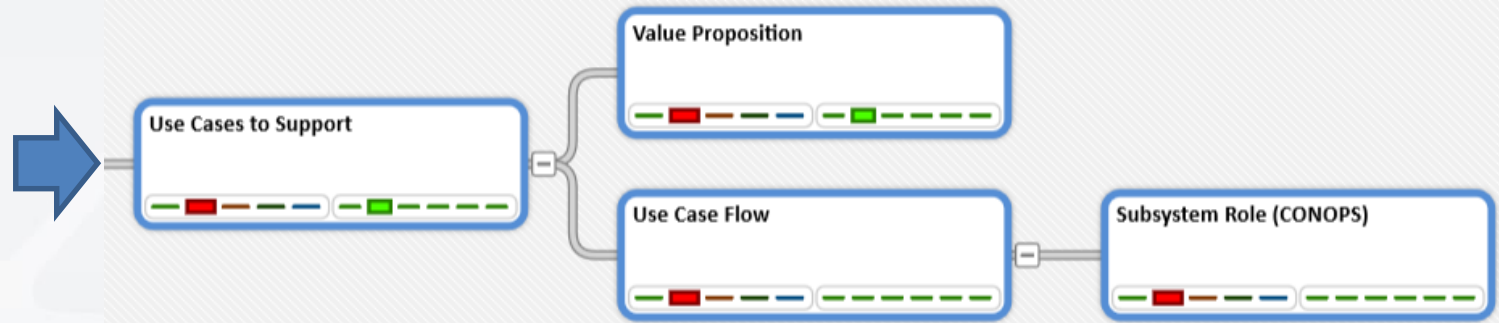 Value Proposition
Use Cases to Support
Use Case Flow
Subsystem Role (CONOPS)